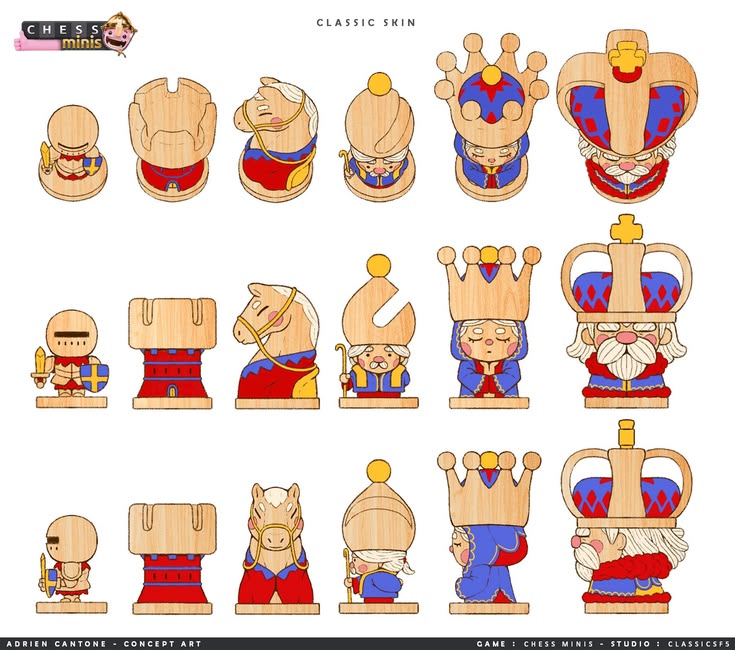 CHESS
minis
CLASSIC SKIN
ADRIEN CANTONE - CONCEPT ART
GAME : CHESS MINIS - STUDIO : CLASSICSFS